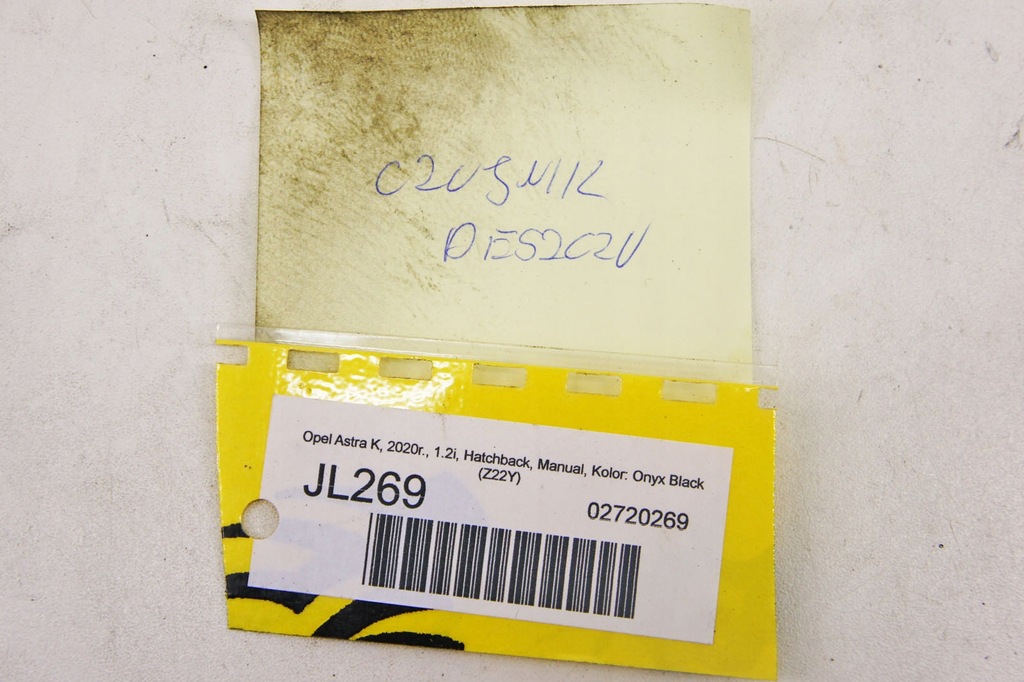 CZUJNIK
DESZCZU
Opel Astra K, 2020r., 1.2i, Hatchback, Manual, Kolor: Onyx Black
(Z22Y)
JL269
02720269